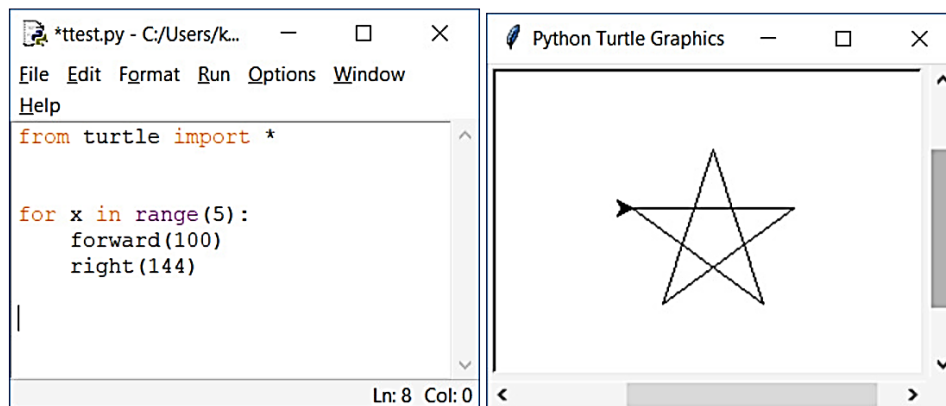 *ttest.py - C:/Users/k...
File Edit Format Run Options Window
Help
from turtle import *
for x in range(5):
    forward(100)
    right(144)
Ln: 8 Col: 0
Python Turtle Graphics